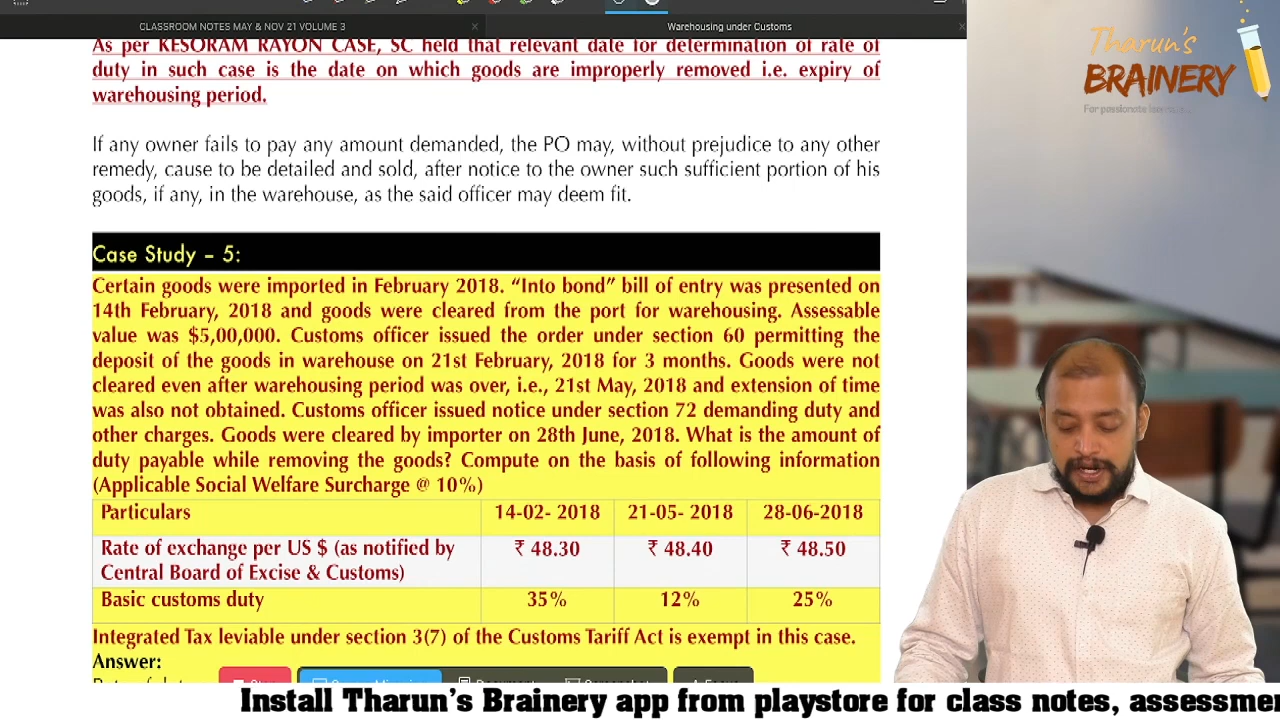 CLASSROOM NOTES MAY & NOV 21 VOLUME 3
Warehousing under Customs
As per KESORAM RAYON CASE, SC held that relevant date for determination of rate of
duty in such case is the date on which goods are improperly removed i.e. expiry of
warehousing period.
If any owner fails to pay any amount demanded, the PO may, without prejudice to any other
remedy, cause to be detailed and sold, after notice to the owner such sufficient portion of his
goods, if any, in the warehouse, as the said officer may deem fit.
Case Study – 5:
Certain goods were imported in February 2018. “Into bond” bill of entry was presented on
14th February, 2018 and goods were cleared from the port for warehousing. Assessable
value was $5,00,000. Customs officer issued the order under section 60 permitting the
deposit of the goods in warehouse on 21st February, 2018 for 3 months. Goods were not
cleared even after warehousing period was over, i.e., 21st May, 2018 and extension of time
was also not obtained. Customs officer issued notice under section 72 demanding duty and
other charges. Goods were cleared by importer on 28th June, 2018. What is the amount of
duty payable while removing the goods? Compute on the basis of following information
(Applicable Social Welfare Surcharge @ 10%)
Particulars 14-02- 2018 21-05- 2018 28-06-2018
Rate of exchange per US $ (as notified by
Central Board of Excise & Customs) ₹ 48.30 ₹ 48.40 ₹ 48.50
Basic customs duty 35% 12% 25%
Integrated Tax leviable under section 3(7) of the Customs Tariff Act is exempt in this case.
Answer:
Tharun's
BRAINERY
For passionate
Install Tharun’s Brainery app from playstore for class notes, assessme